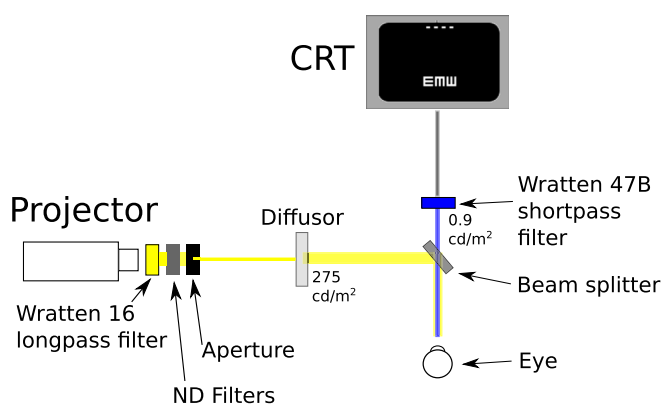 CRT
EMW
Wratten 47B
shortpass
filter
0.9
cd/m²
Projector
Diffusor
275
cd/m²
Beam splitter
Wratten 16
longpass filter
Aperture
Eye
ND Filters